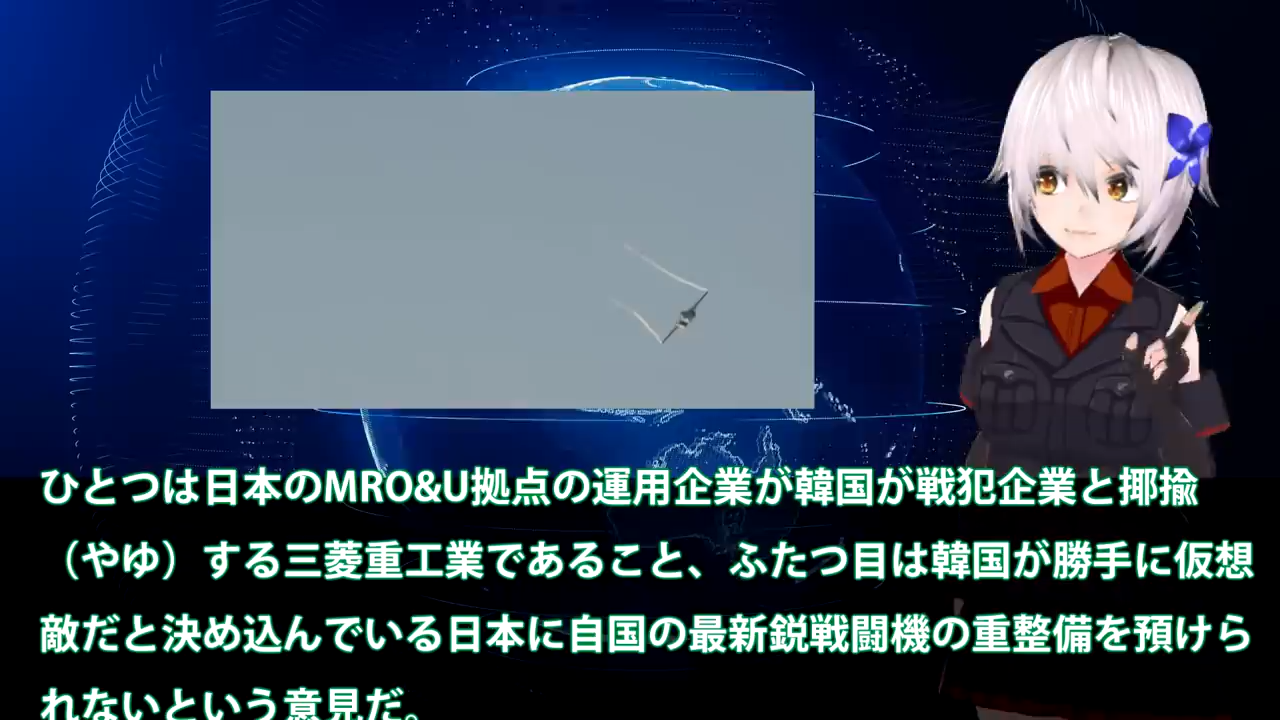 ひとつは日本のMRO&U拠点の運用企業が韓国が戦犯企業と揶揄
（やゆ）する三菱重工業であること、ふたつ目は韓国が勝手に仮想
敵だと決め込んでいる日本に自国の最新鋭戦闘機の重整備を預けら
れないという意見だ。